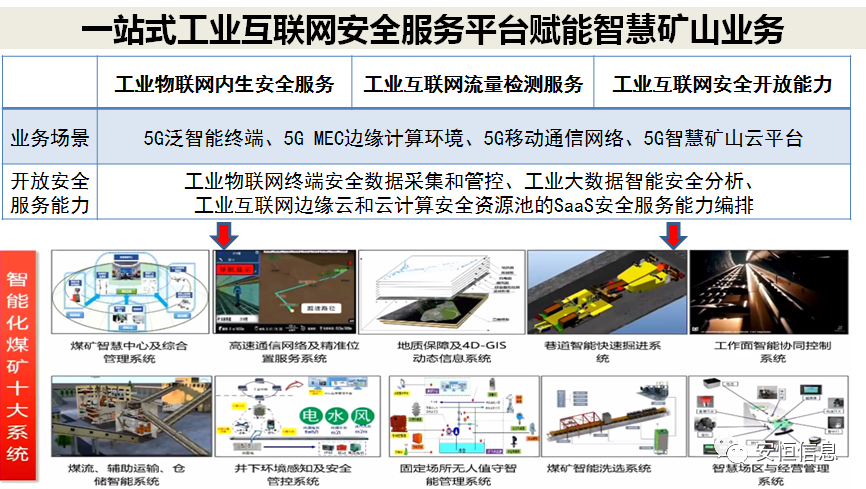 一站式工业互联网安全服务平台赋能智慧矿山业务
工业物联网内生安全服务
工业互联网流量检测服务
工业互联网安全开放能力
业务场景
5G泛智能终端、5G MEC边缘计算环境、5G移动通信网络、5G智慧矿山云平台
开放安全
服务能力
工业物联网终端安全数据采集和管控、工业大数据智能安全分析、
工业互联网边缘云和云计算安全资源池的SaaS安全服务能力编排
智能化煤矿十大系统
煤矿智慧中心及综合
管理系统
高速通信网络及精准位
置服务系统
地质保障及4D-GIS
动态信息系统
巷道智能快速掘进系
统
工作面智能协同控制
系统
电 水 风
煤流、辅助运输、仓
储智能系统
井下环境感知及安全
管控系统
固定场所无人值守智
能管理系统
煤矿智能洗选系统
智慧场区与经营管理
系统
安恒信息